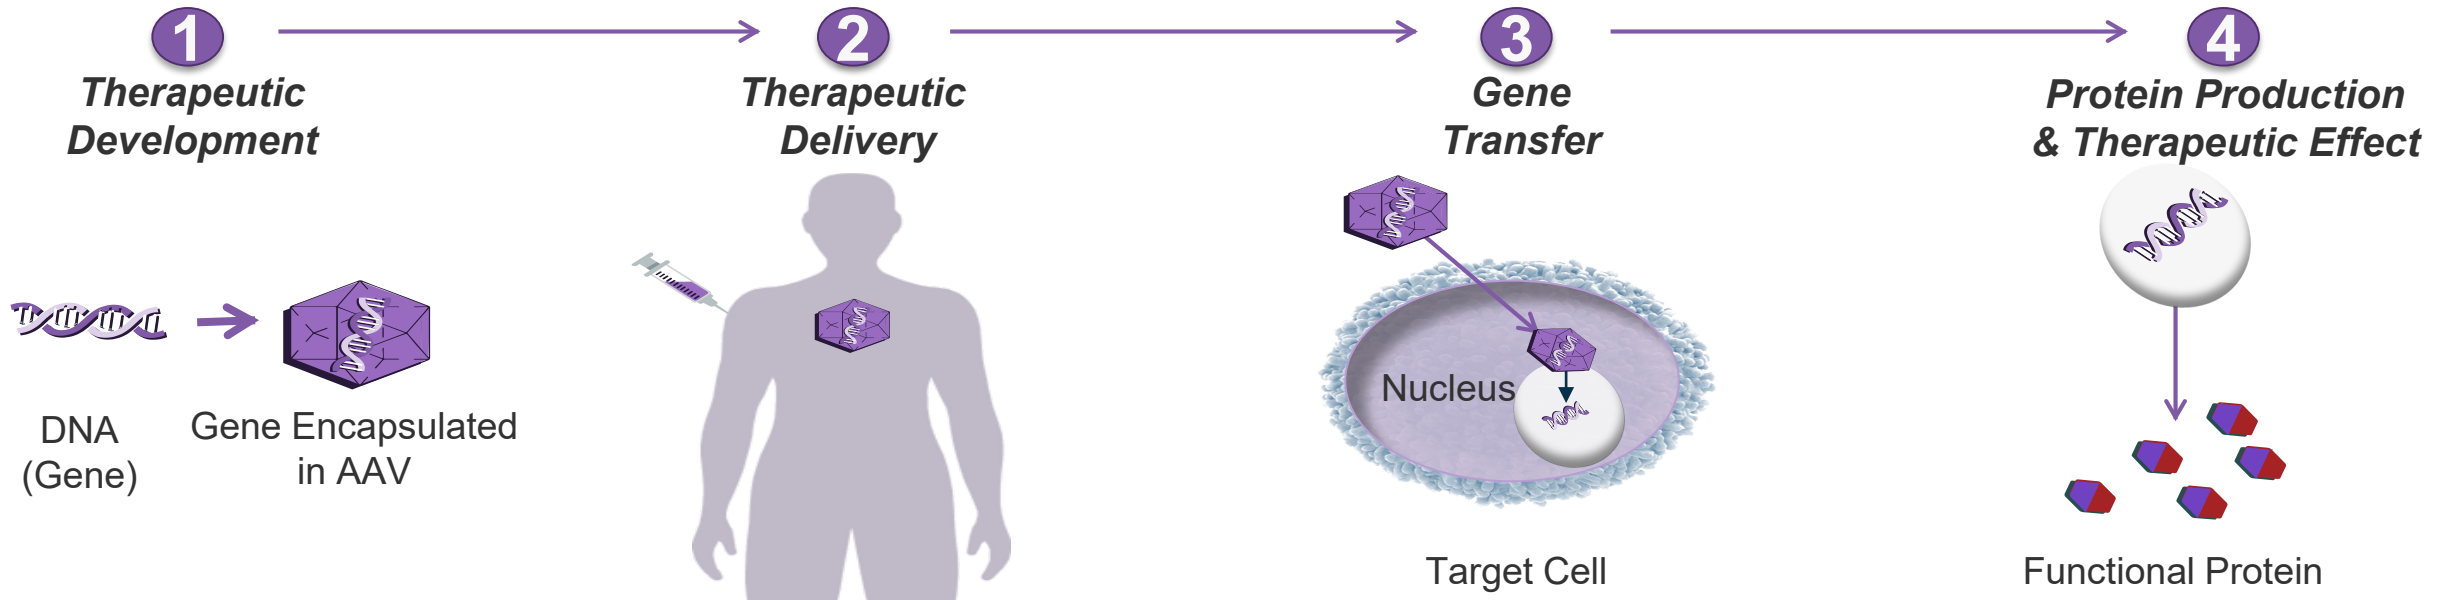 1
Therapeutic
Development
DNA
(Gene)
Gene Encapsulated
in AAV
2
Therapeutic
Delivery
3
Gene
Transfer
Nucleus
Target Cell
4
Protein Production
& Therapeutic Effect
Functional Protein